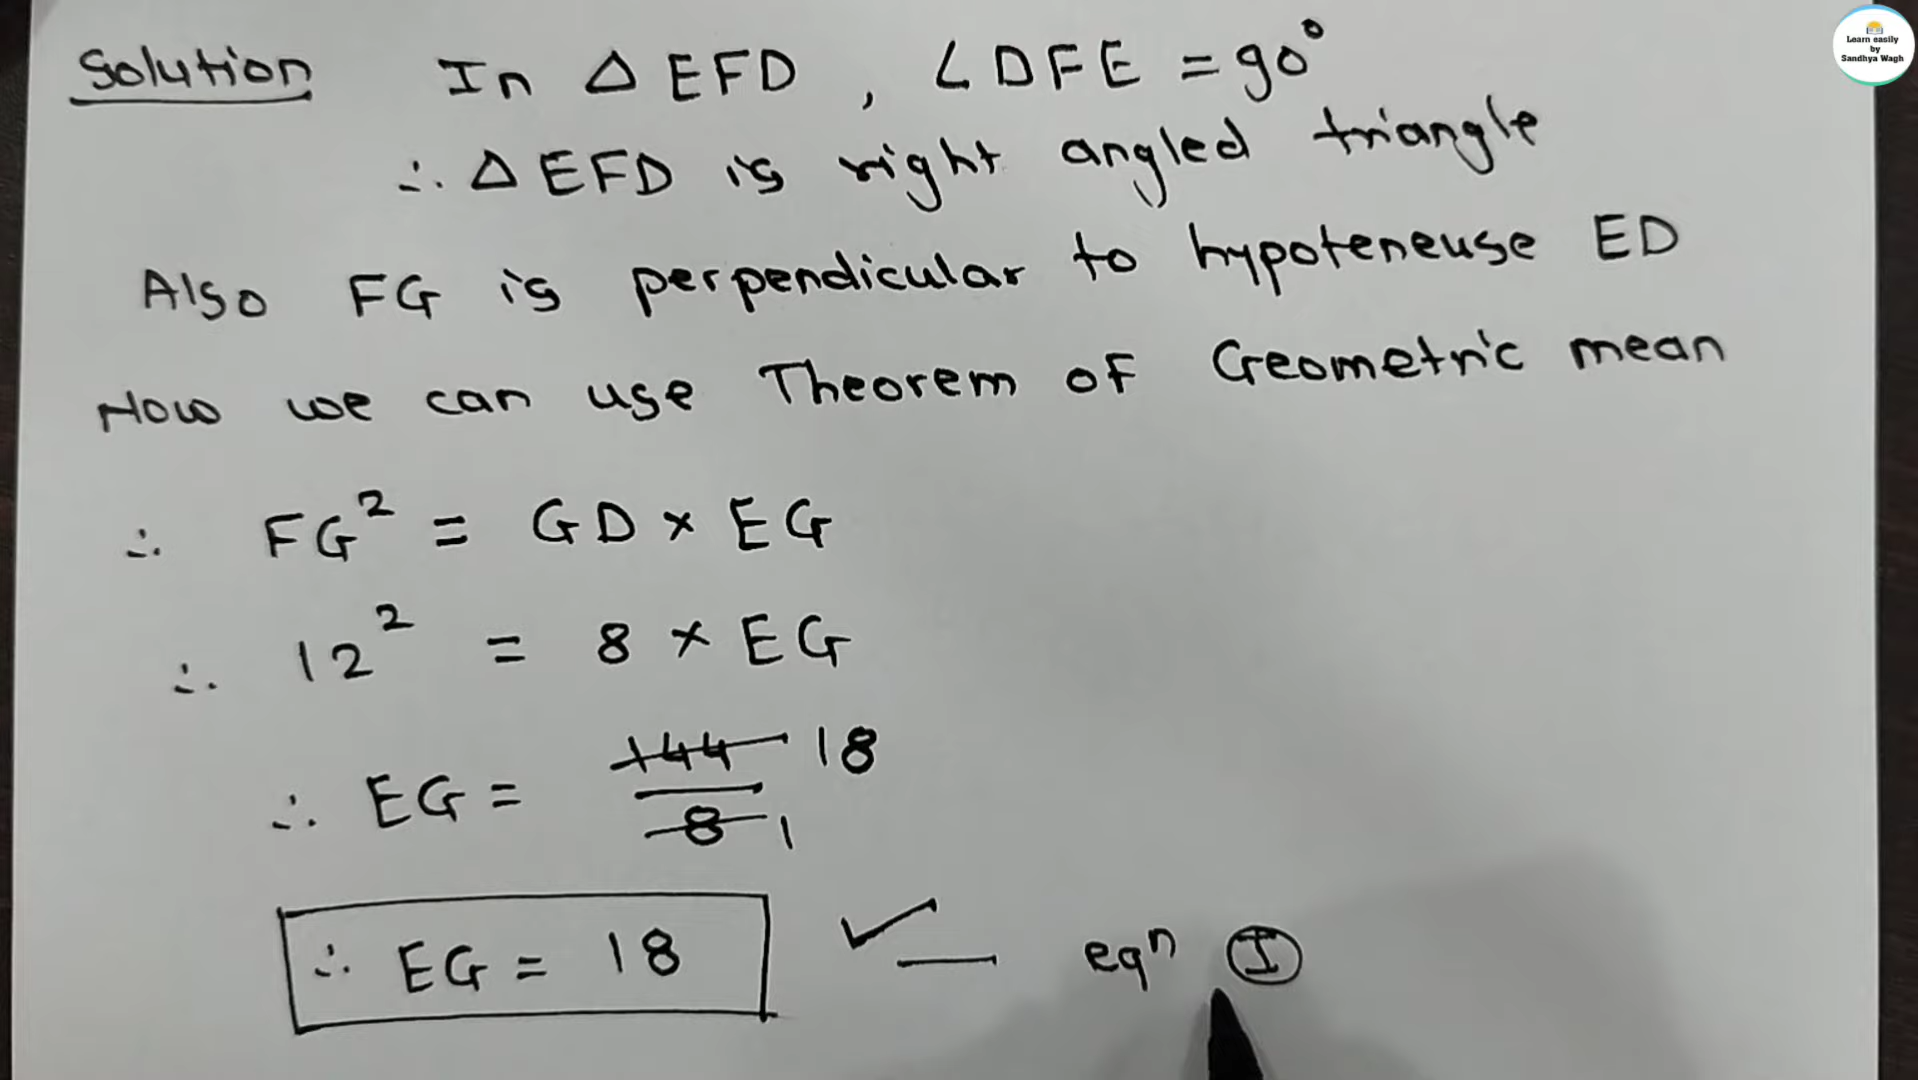 Solution In △ EFD , ∠DFE = 90°
∴ △ EFD is right angled triangle
Also FG is perpendicular to hypoteneuse ED
Now we can use Theorem of Geometric mean
∴ FG² = GD × EG
∴ 12² = 8 × EG
∴ EG = 144/8 18 1
∴ EG = 18 ✓— eqⁿ Ⓘ
Learn easily
by
Sandhya Wagh